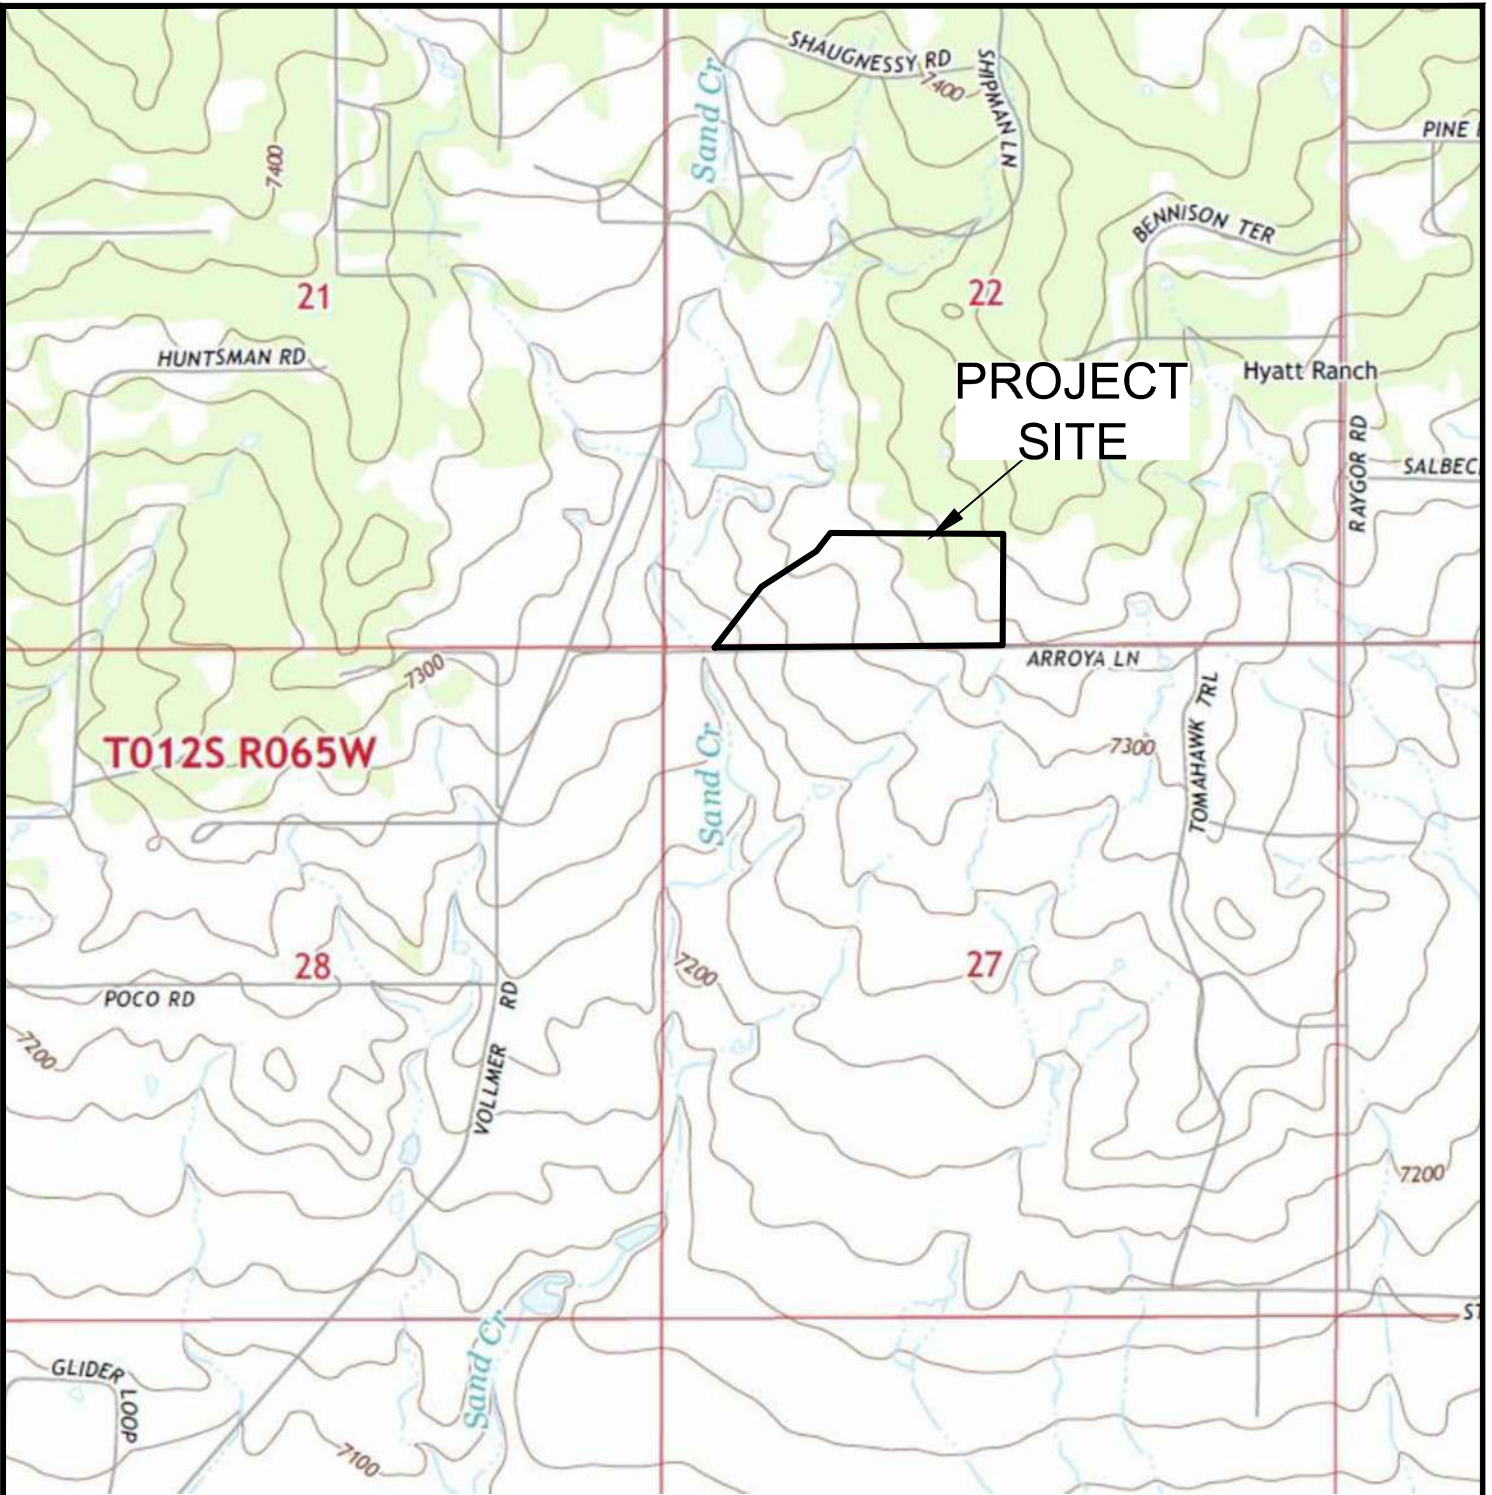 SHAUGNESSY RD
SHIPMAN LN
7400
Sand Cr
PINE
7400
BENNISON TER
21
22
HUNTSMAN RD
Hyatt Ranch
PROJECT
SITE
RAYGOR RD
SALBEC
ARROYA LN
7300
TOMAHAWK TRL
T012S R065W
7300
Sand Cr
28
7200
27
POCO RD
VOLLMER RD
7200
7200
ST
Sand Cr
GLIDER LOOP
7100